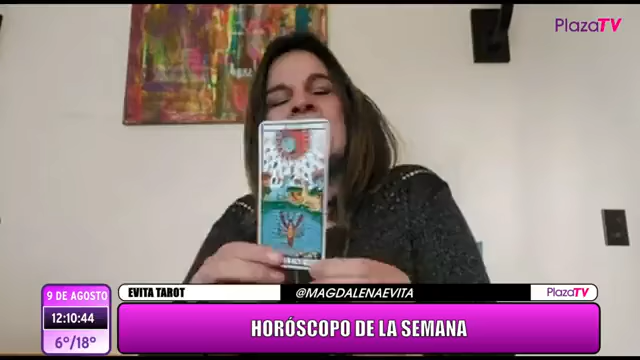 PlazaTV
9 DE AGOSTO
12:10:44
6°/18°
EVITA TAROT
@MAGDALENAEVITA
PlazaTV
HORÓSCOPO DE LA SEMANA